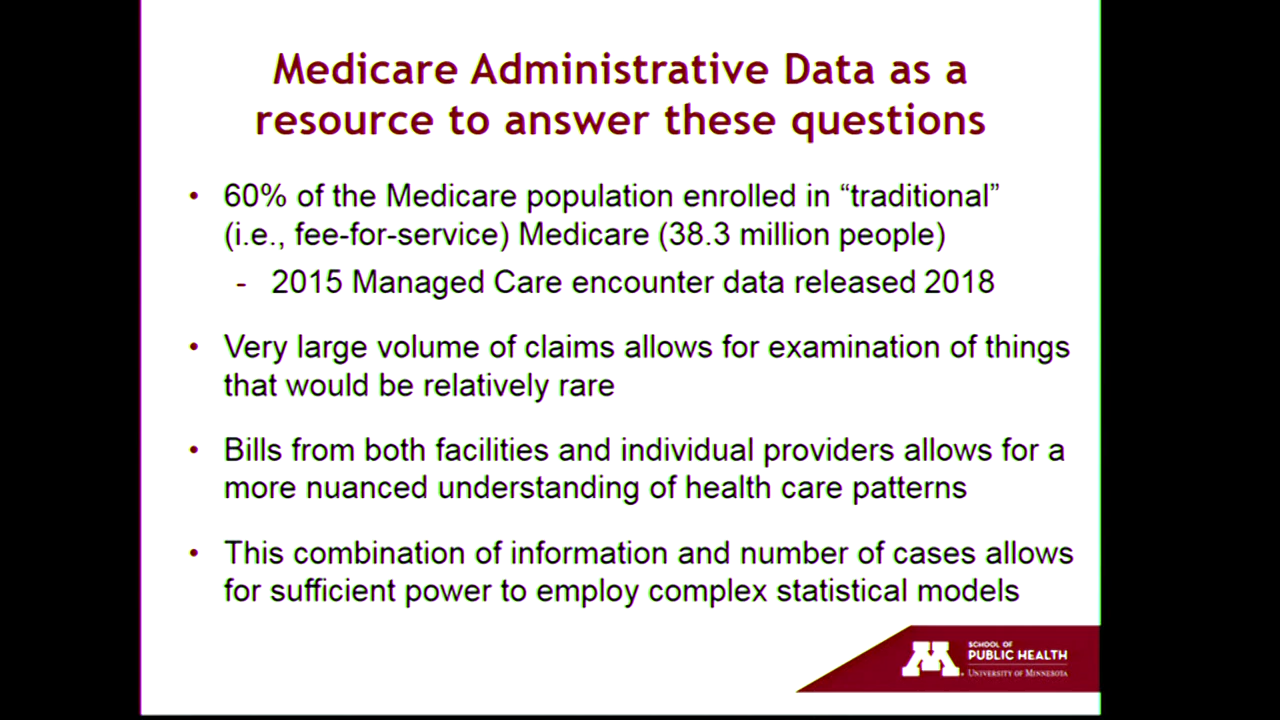 Medicare Administrative Data as a
resource to answer these questions
• 60% of the Medicare population enrolled in “traditional”
(i.e., fee-for-service) Medicare (38.3 million people)
- 2015 Managed Care encounter data released 2018
• Very large volume of claims allows for examination of things
that would be relatively rare
• Bills from both facilities and individual providers allows for a
more nuanced understanding of health care patterns
• This combination of information and number of cases allows
for sufficient power to employ complex statistical models
M
SCHOOL OF
PUBLIC HEALTH
UNIVERSITY OF MINNESOTA